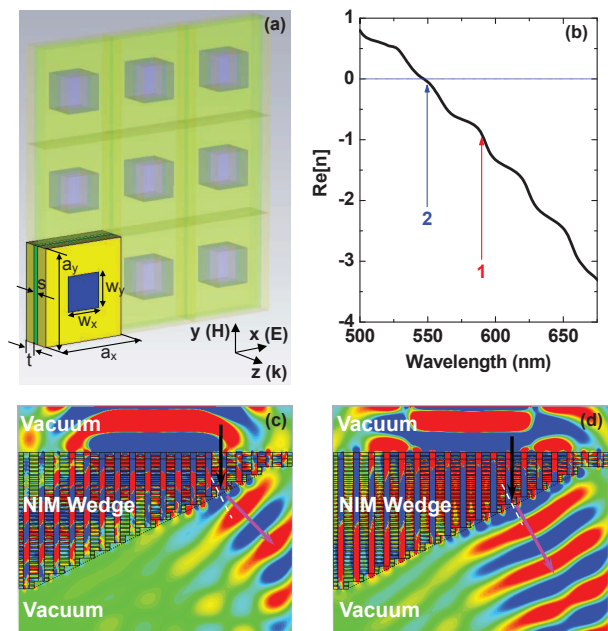 (a)
s
a_y
w_y
w_x
t
a_x
y (H)
x (E)
z (k)
(b)
Re[n]
1
0
-1
-2
-3
-4
2
1
500 550 600 650
Wavelength (nm)
Vacuum
(c)
NIM Wedge
Vacuum
Vacuum
(d)
NIM Wedge
Vacuum